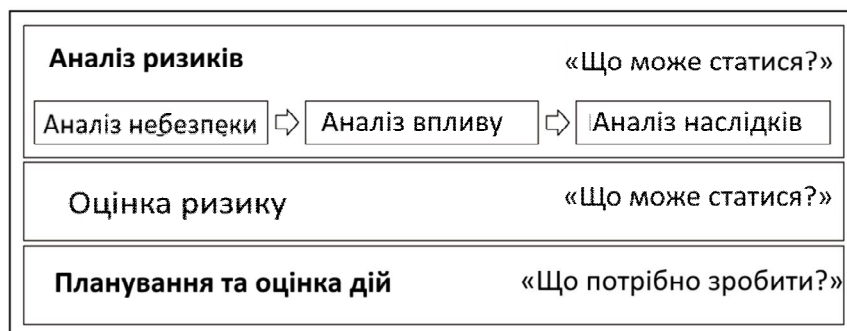 Аналіз ризиків «Що може статися?»
Аналіз небезпеки Аналіз впливу Аналіз наслідків
Оцінка ризику «Що може статися?»
Планування та оцінка дій «Що потрібно зробити?»